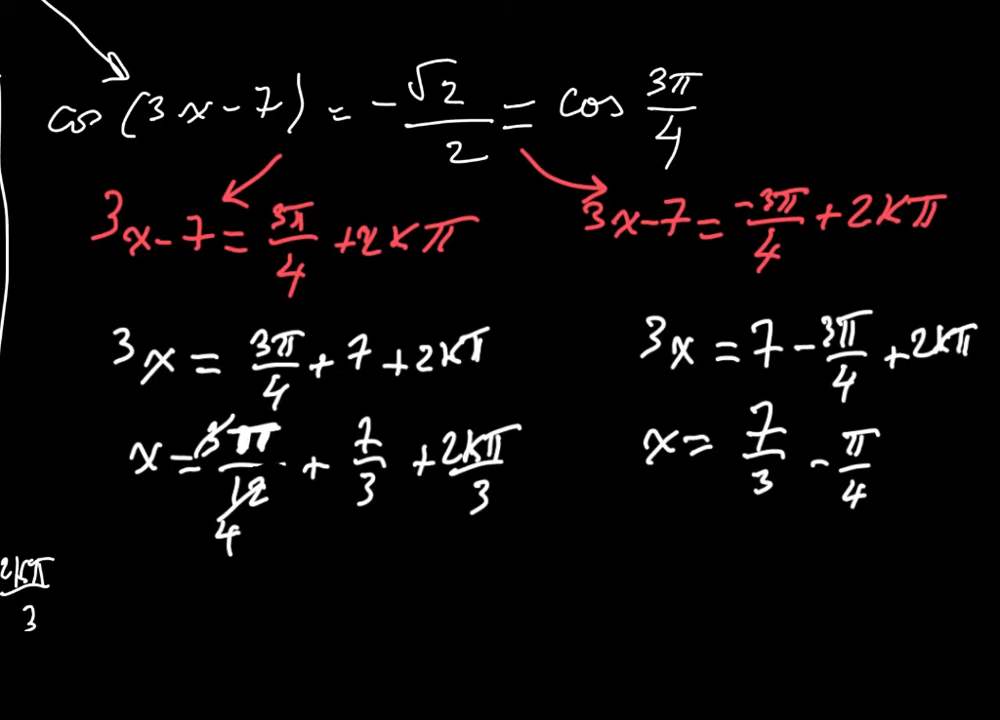 cos (3x-7) = -√2/2 = cos 3π/4
3x-7 = 3π/4 + 2kπ
3x-7 = -3π/4 + 2kπ
3x = 3π/4 + 7 + 2kπ
3x = 7 - 3π/4 + 2kπ
x = 3π/12 + 7/3 + 2kπ/3
4
x = 7/3 - π/4
2kπ/3